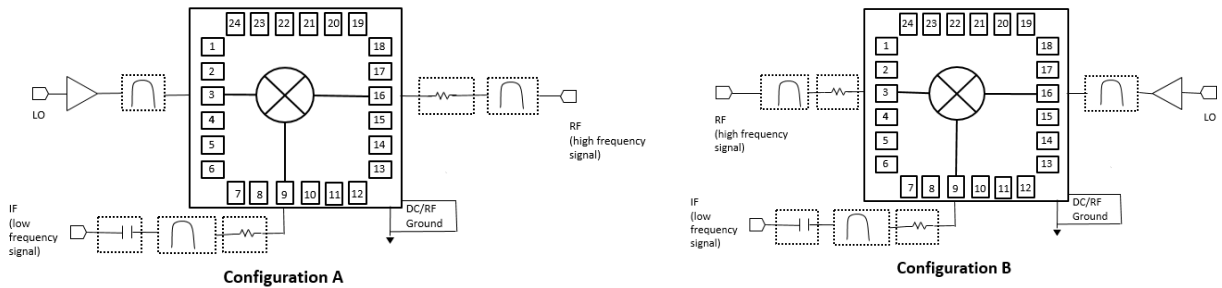 24 23 22 21 20 19
1
2
3
4
5
6
18
17
16
15
14
13
7 8 9 10 11 12
LO
RF
(high frequency
signal)
IF
(low
frequency
signal)
DC/RF
Ground
Configuration A
24 23 22 21 20 19
1
2
3
4
5
6
18
17
16
15
14
13
7 8 9 10 11 12
RF
(high frequency
signal)
LO
IF
(low
frequency
signal)
DC/RF
Ground
Configuration B